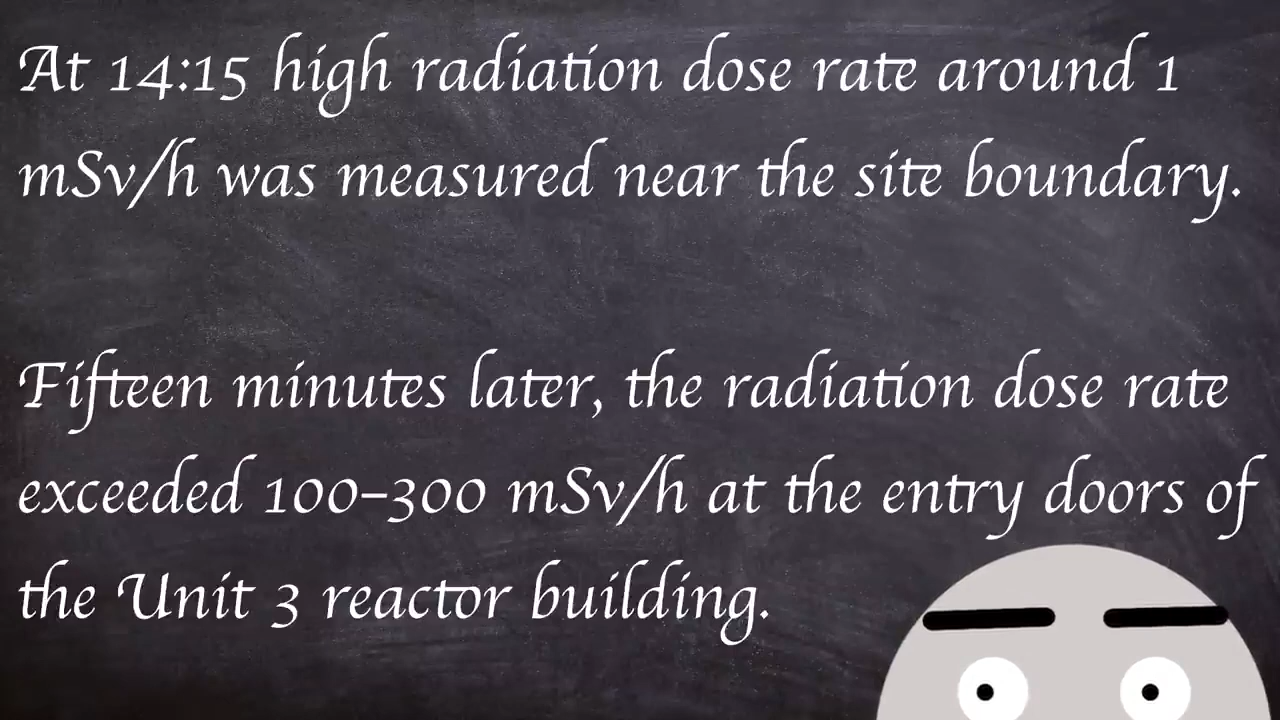 At 14:15 high radiation dose rate around 1
mSv/h was measured near the site boundary.
Fifteen minutes later, the radiation dose rate
exceeded 100–300 mSv/h at the entry doors of
the Unit 3 reactor building.